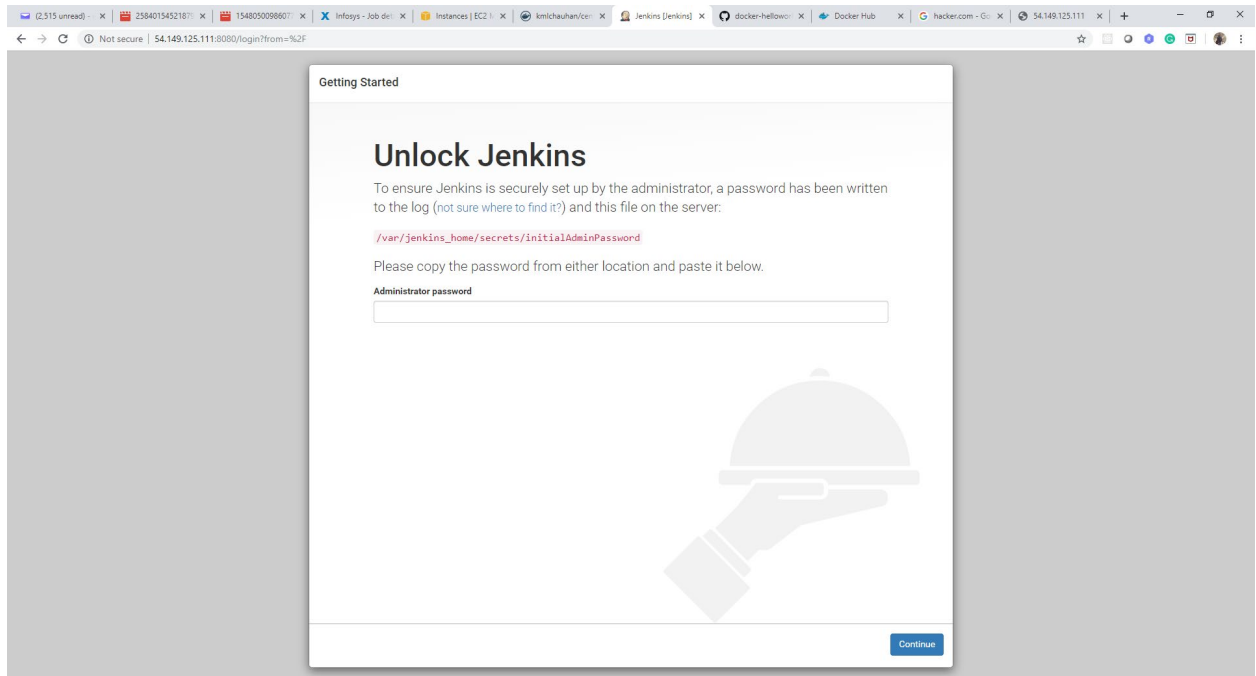 (2,515 unread) -
2584015452187
1548050098607
Infosys - Job det
Instances | EC2 M
kmlchauhan/cen
Jenkins [Jenkins]
docker-hellowor
Docker Hub
hacker.com - Go
54.149.125.111
Not secure | 54.149.125.111:8080/login?from=%2F
Getting Started
Unlock Jenkins
To ensure Jenkins is securely set up by the administrator, a password has been written
to the log (not sure where to find it?) and this file on the server:
/var/jenkins_home/secrets/initialAdminPassword
Please copy the password from either location and paste it below.
Administrator password
Continue